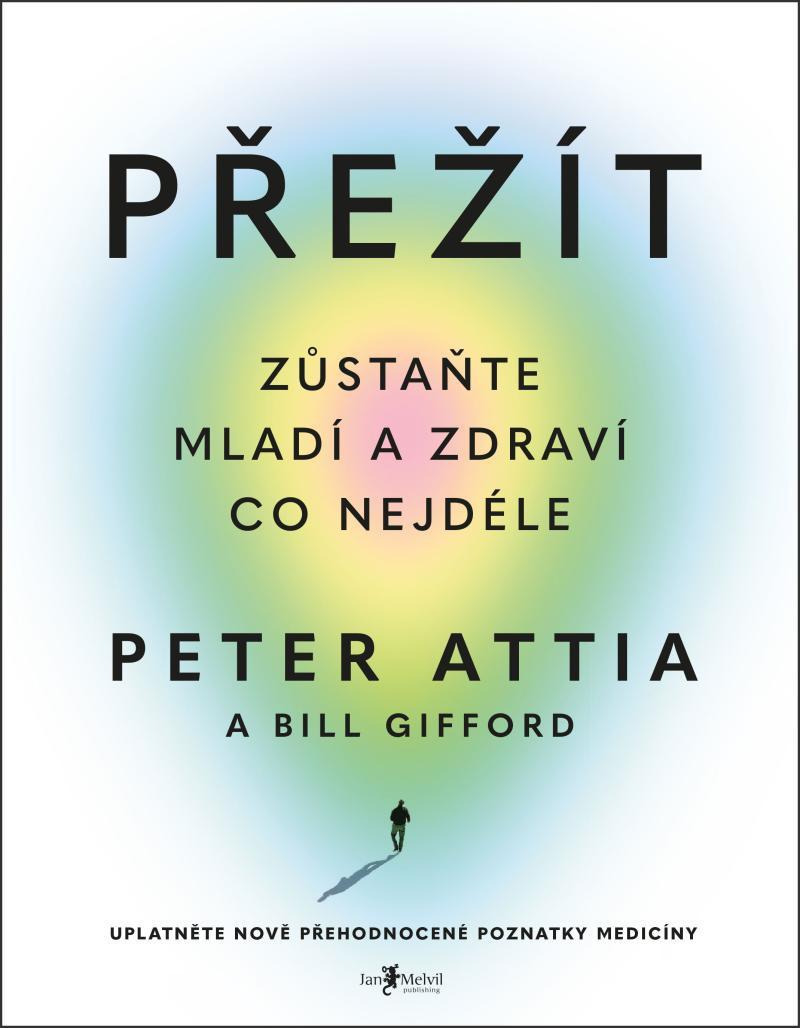 PŘEŽÍT
ZŮSTAŇTE
MLADÍ A ZDRAVÍ
CO NEJDÉLE
PETER ATTIA
A BILL GIFFORD
UPLATNĚTE NOVĚ PŘEHODNOCENÉ POZNATKY MEDICÍNY
Jan Melvil
publishing